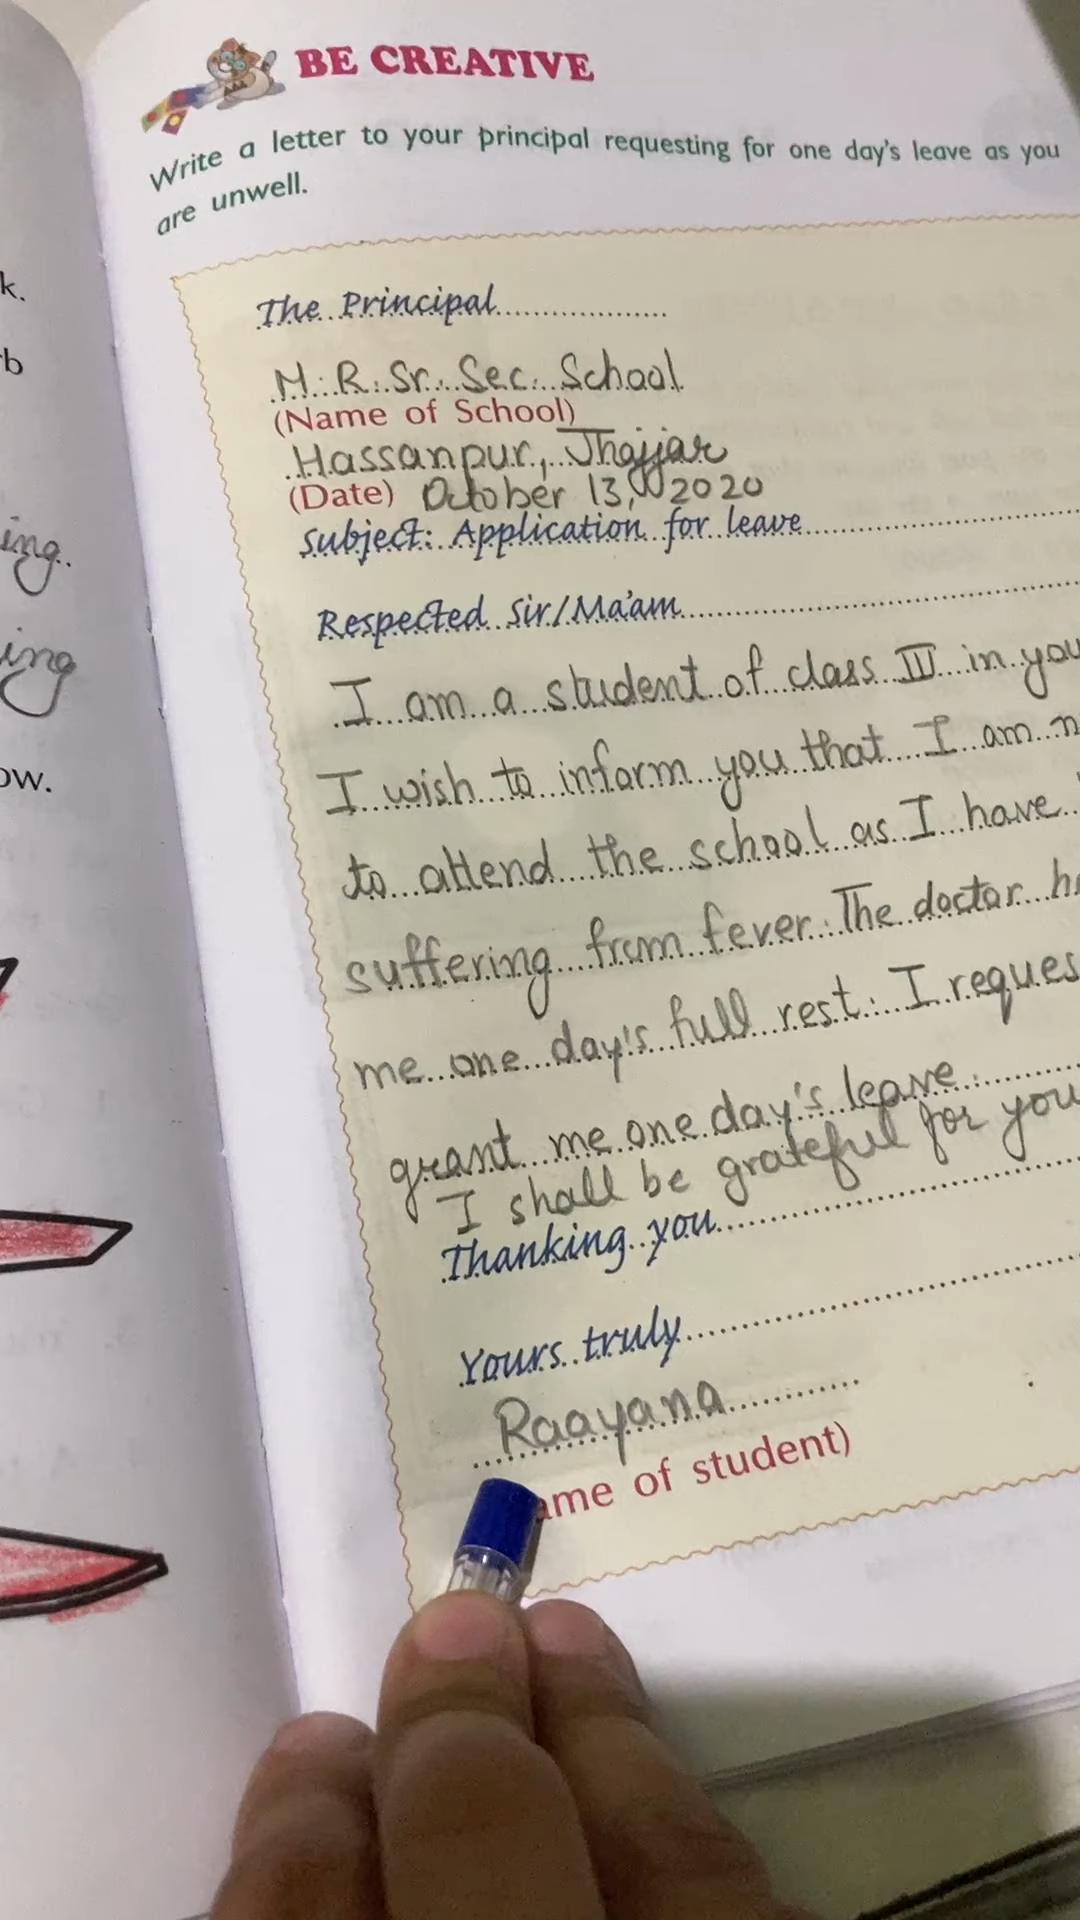 BE CREATIVE
Write a letter to your principal requesting for one day's leave as you
are unwell.
k.
b
ing.
ing
ow.
The Principal
M. R. Sr. Sec. School
(Name of School)
Hassanpur, Jhajjar
(Date) October 13, 2020
Subject: Application for leave
Respected Sir/Ma'am
I am a student of class III in you
I wish to inform you that I am n
to attend the school as I have
suffering from fever. The doctor ha
me one day's full rest. I reques
grant me one day's leave.
I shall be grateful for you
Thanking you
Yours truly
Raayana
ame of student)